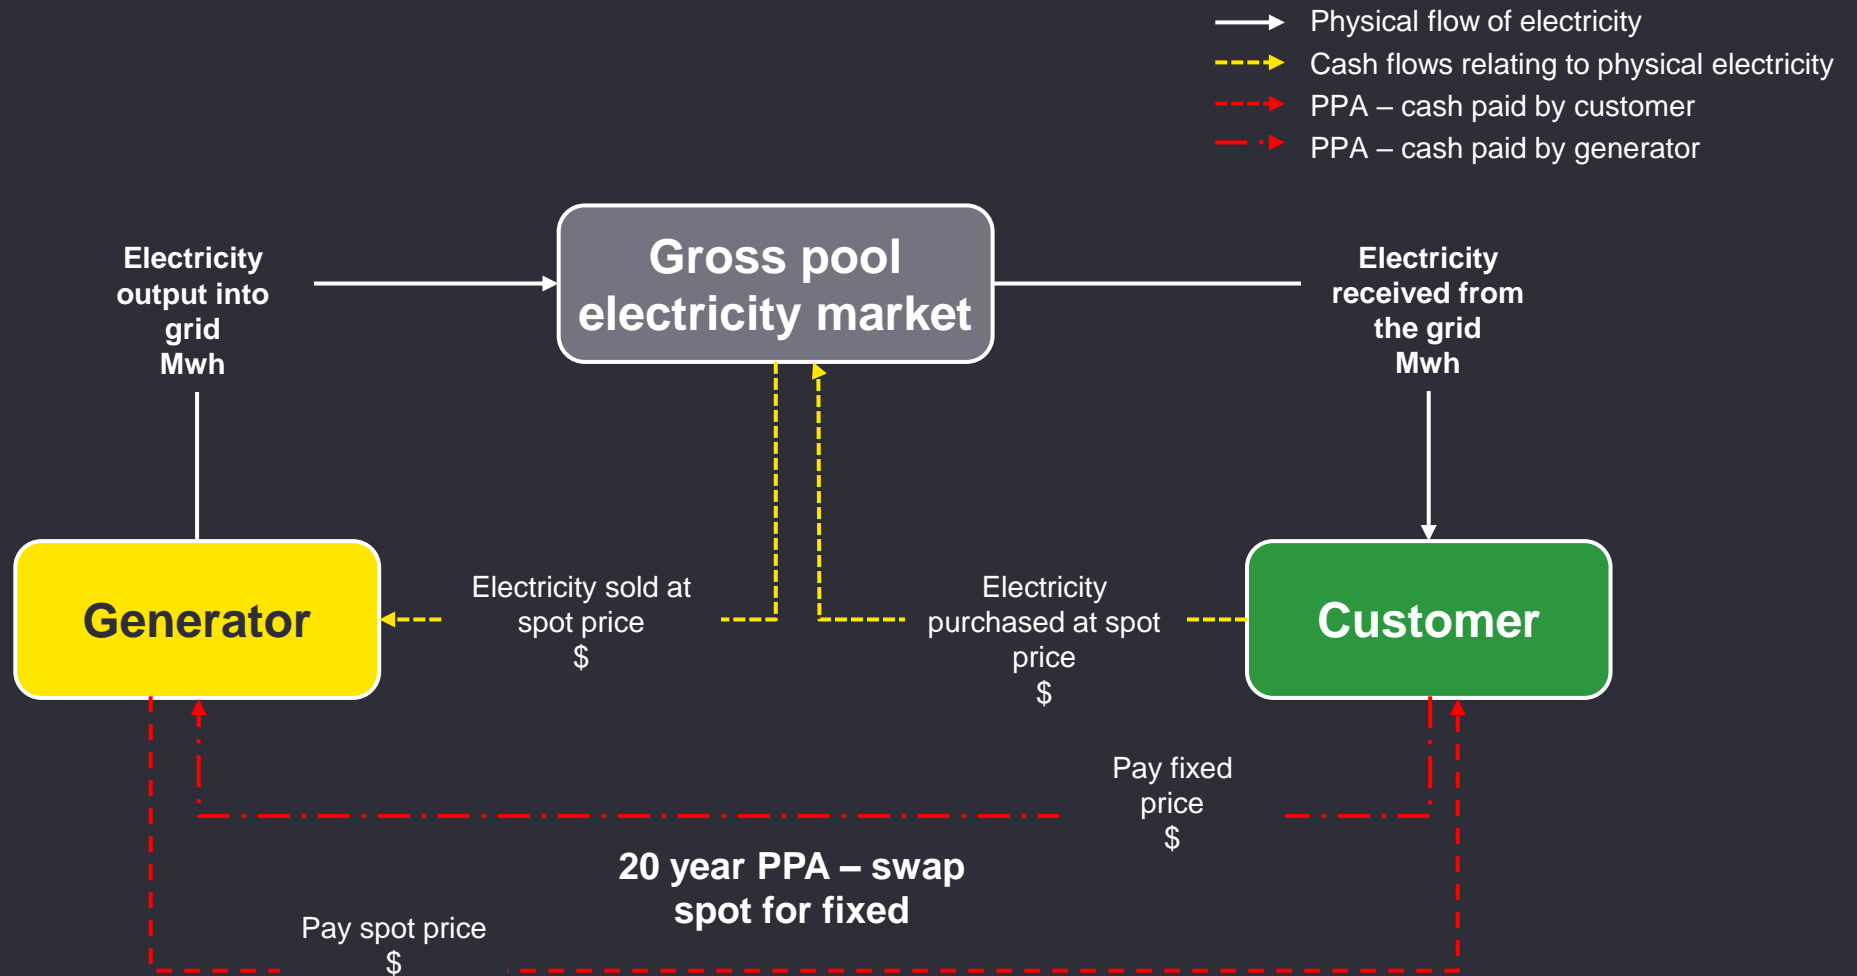 Physical flow of electricity
Cash flows relating to physical electricity
PPA – cash paid by customer
PPA – cash paid by generator
Gross pool
electricity market
Electricity
output into
grid
Mwh
Electricity
received from
the grid
Mwh
Generator
Electricity sold at
spot price
$
Electricity
purchased at spot
price
$
Customer
Pay fixed
price
$
20 year PPA – swap
spot for fixed
Pay spot price
$